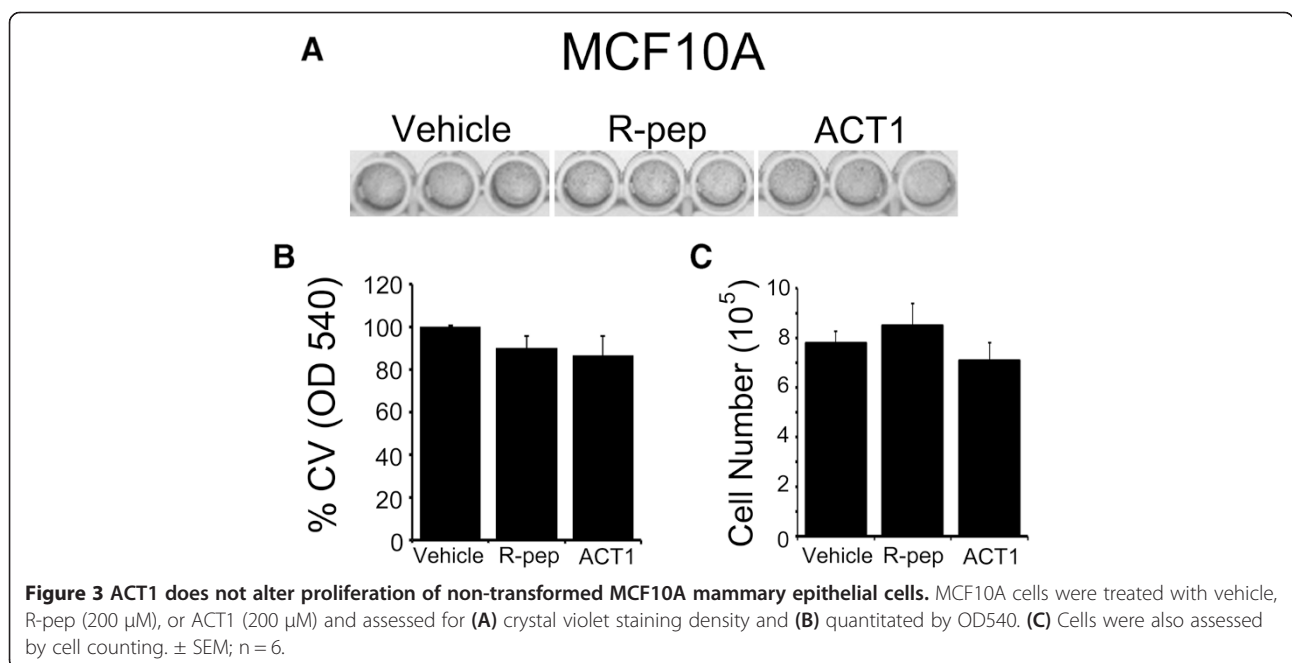 A
MCF10A
Vehicle R-pep ACT1
B
% CV (OD 540)
120
100
80
60
40
20
0
Vehicle R-pep ACT1
C
Cell Number (10⁵)
10
8
6
4
2
0
Vehicle R-pep ACT1
Figure 3 ACT1 does not alter proliferation of non-transformed MCF10A mammary epithelial cells. MCF10A cells were treated with vehicle,
R-pep (200 μM), or ACT1 (200 μM) and assessed for (A) crystal violet staining density and (B) quantitated by OD540. (C) Cells were also assessed
by cell counting. ± SEM; n = 6.